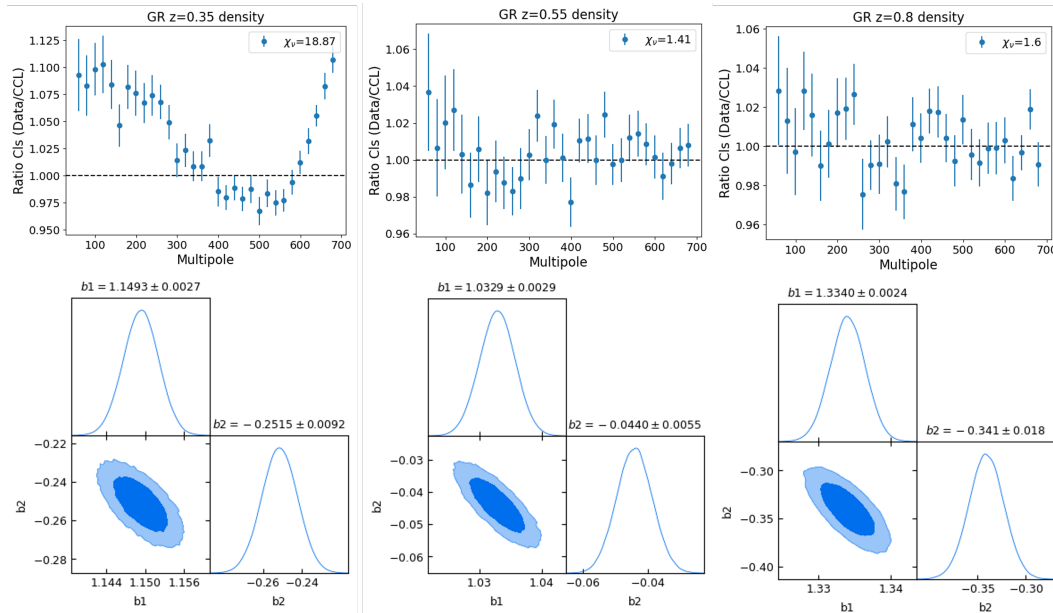 GR z=0.35 density
χν=18.87
Ratio Cls (Data/CCL)
1.125
1.100
1.075
1.050
1.025
1.000
0.975
0.950
100 200 300 400 500 600 700
Multipole
GR z=0.55 density
χν=1.41
Ratio Cls (Data/CCL)
1.06
1.04
1.02
1.00
0.98
0.96
100 200 300 400 500 600 700
Multipole
GR z=0.8 density
χν=1.6
Ratio Cls (Data/CCL)
1.06
1.04
1.02
1.00
0.98
0.96
100 200 300 400 500 600 700
Multipole
b1 = 1.1493 ± 0.0027
b2 = −0.2515 ± 0.0092
−0.22
−0.24
−0.26
−0.28
b2
1.144 1.150 1.156
b1
−0.26 −0.24
b2
b1 = 1.0329 ± 0.0029
b2 = −0.0440 ± 0.0055
−0.03
−0.04
−0.05
−0.06
b2
1.03 1.04
b1
−0.06 −0.04
b2
b1 = 1.3340 ± 0.0024
b2 = −0.341 ± 0.018
−0.30
−0.35
−0.40
b2
1.33 1.34
b1
−0.35 −0.30
b2